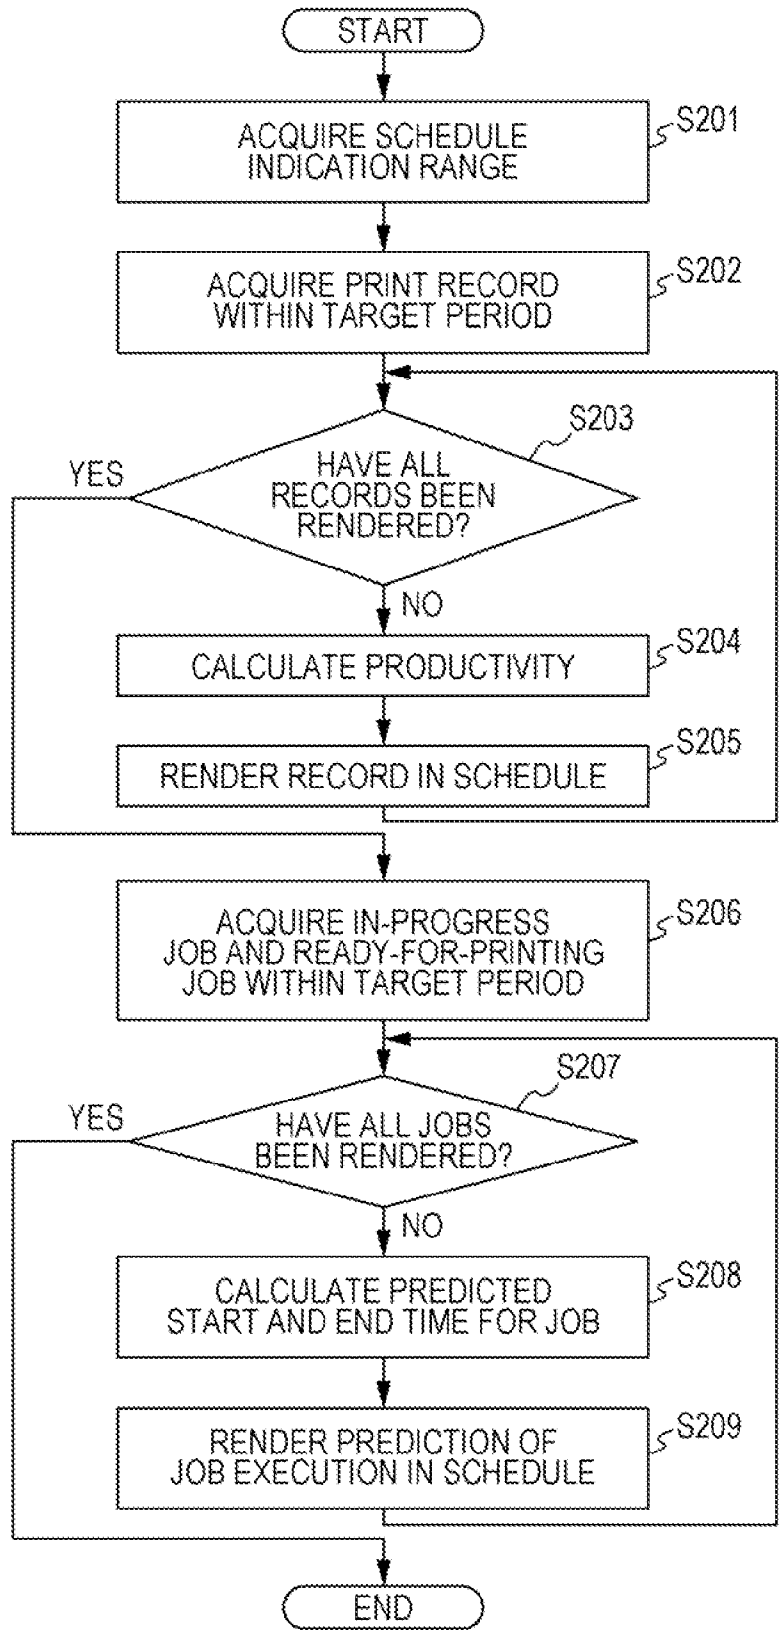 START
ACQUIRE SCHEDULE
INDICATION RANGE
S201
ACQUIRE PRINT RECORD
WITHIN TARGET PERIOD
S202
HAVE ALL
RECORDS BEEN
RENDERED?
S203
YES
NO
CALCULATE PRODUCTIVITY
S204
RENDER RECORD IN SCHEDULE
S205
ACQUIRE IN-PROGRESS
JOB AND READY-FOR-PRINTING
JOB WITHIN TARGET PERIOD
S206
HAVE ALL JOBS
BEEN RENDERED?
S207
YES
NO
CALCULATE PREDICTED
START AND END TIME FOR JOB
S208
RENDER PREDICTION OF
JOB EXECUTION IN SCHEDULE
S209
END